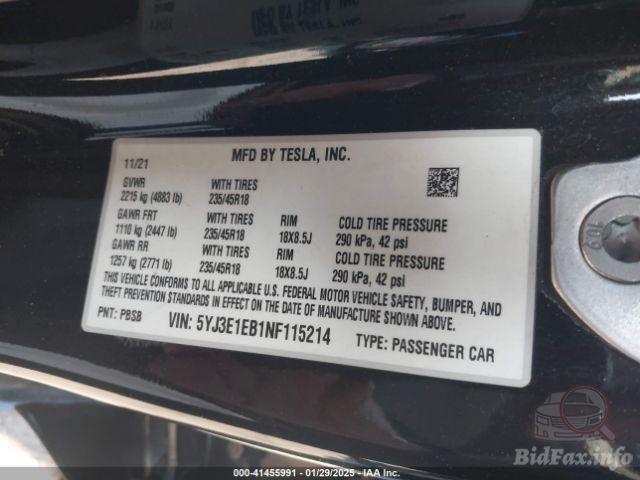 MFD BY TESLA, INC.
11/21
GVWR WITH TIRES
2215 kg (4883 lb) 235/45R18
GAWR FRT WITH TIRES RIM COLD TIRE PRESSURE
1110 kg (2447 lb) 235/45R18 18X8.5J 290 kPa, 42 psi
GAWR RR WITH TIRES RIM COLD TIRE PRESSURE
1257 kg (2771 lb) 235/45R18 18X8.5J 290 kPa, 42 psi
THIS VEHICLE CONFORMS TO ALL APPLICABLE U.S. FEDERAL MOTOR VEHICLE SAFETY, BUMPER, AND
THEFT PREVENTION STANDARDS IN EFFECT ON THE DATE OF MANUFACTURE SHOWN ABOVE.
PNT: PBSB VIN: 5YJ3E1EB1NF115214 TYPE: PASSENGER CAR
109
BidFax.info
000-41455991 - 01/29/2025 - IAA Inc.